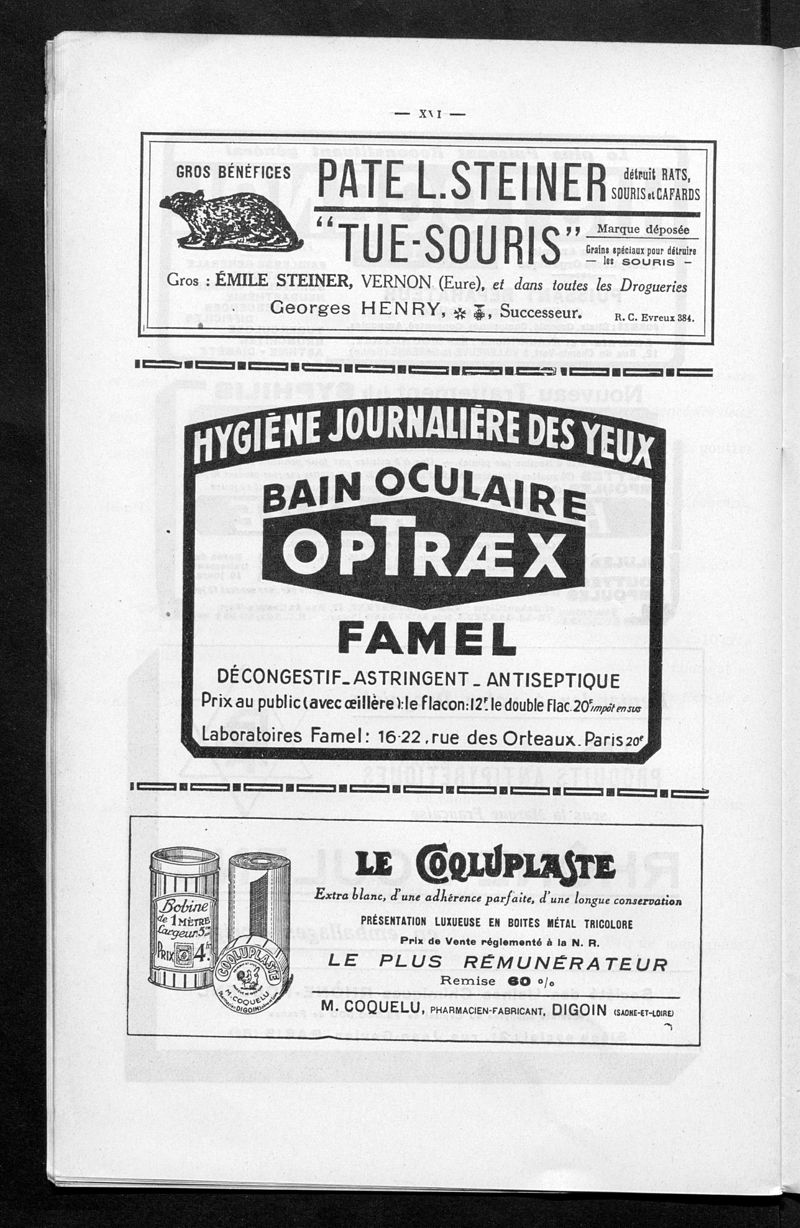 — XVI —
GROS BÉNÉFICES
PATE L. STEINER
détruit RATS,
SOURIS et CAFARDS
"TUE-SOURIS"
Marque déposée
Grains spéciaux pour détruire
— les SOURIS —
Gros : ÉMILE STEINER, VERNON (Eure), et dans toutes les Drogueries
Georges HENRY, Successeur.
R. C. Evreux 384.
HYGIÈNE JOURNALIÈRE DES YEUX
BAIN OCULAIRE
OPTRÆX
FAMEL
DÉCONGESTIF_ASTRINGENT_ANTISEPTIQUE
Prix au public (avec œillère): le flacon: 12F. le double Flac. 20F impôt en sus
Laboratoires Famel: 16-22, rue des Orteaux. Paris 20e
LE COQLUPLASTE
Extra blanc, d'une adhérence parfaite, d'une longue conservation
PRÉSENTATION LUXUEUSE EN BOITES MÉTAL TRICOLORE
Prix de Vente réglementé à la N. R.
LE PLUS RÉMUNÉRATEUR
Remise 60 o/o
M. COQUELU, PHARMACIEN-FABRICANT, DIGOIN (SAONE-ET-LOIRE)
Bobine
de 1 MÈTRE
Largeur 5 cm
PRIX 4fr
COQLUPLASTE
M. COQUELU
DIGOIN